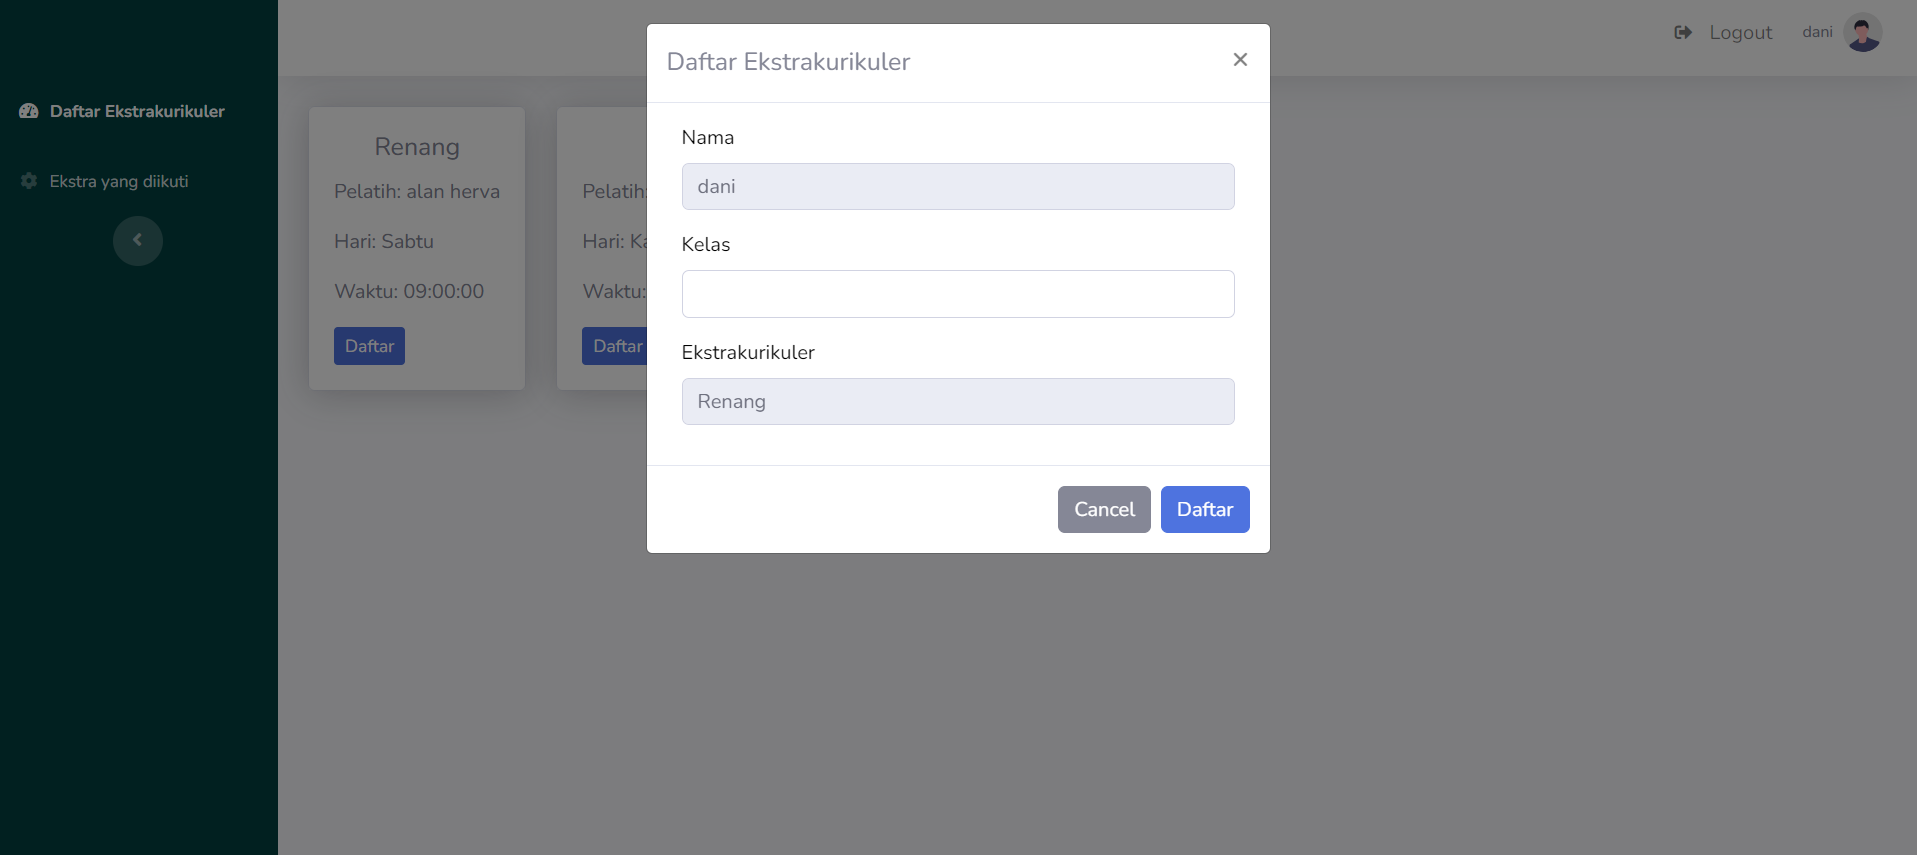 Daftar Ekstrakurikuler
Ekstra yang diikuti
Logout dani
Renang
Pelatih: alan herva
Hari: Sabtu
Waktu: 09:00:00
Daftar
Pelatih:
Hari:
Waktu:
Daftar
Daftar Ekstrakurikuler
Nama
dani
Kelas
Ekstrakurikuler
Renang
Cancel Daftar